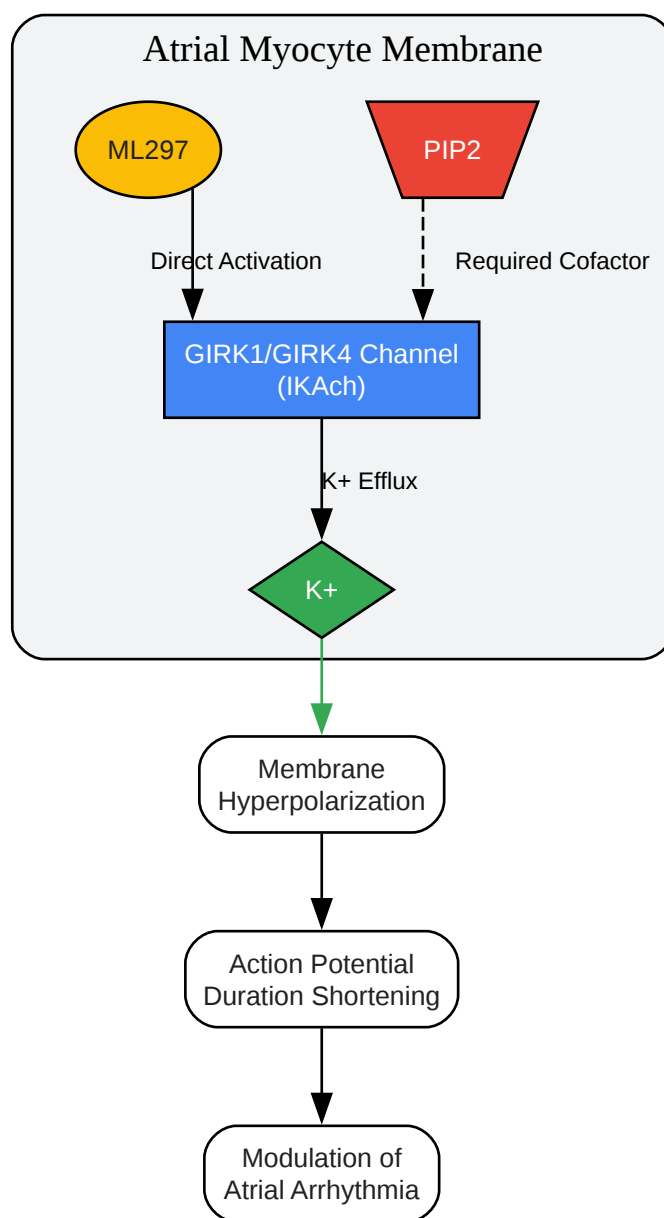 Atrial Myocyte Membrane
ML297
PIP2
Direct Activation
Required Cofactor
GIRK1/GIRK4 Channel
(IKAch)
K+ Efflux
K+
Membrane
Hyperpolarization
Action Potential
Duration Shortening
Modulation of
Atrial Arrhythmia